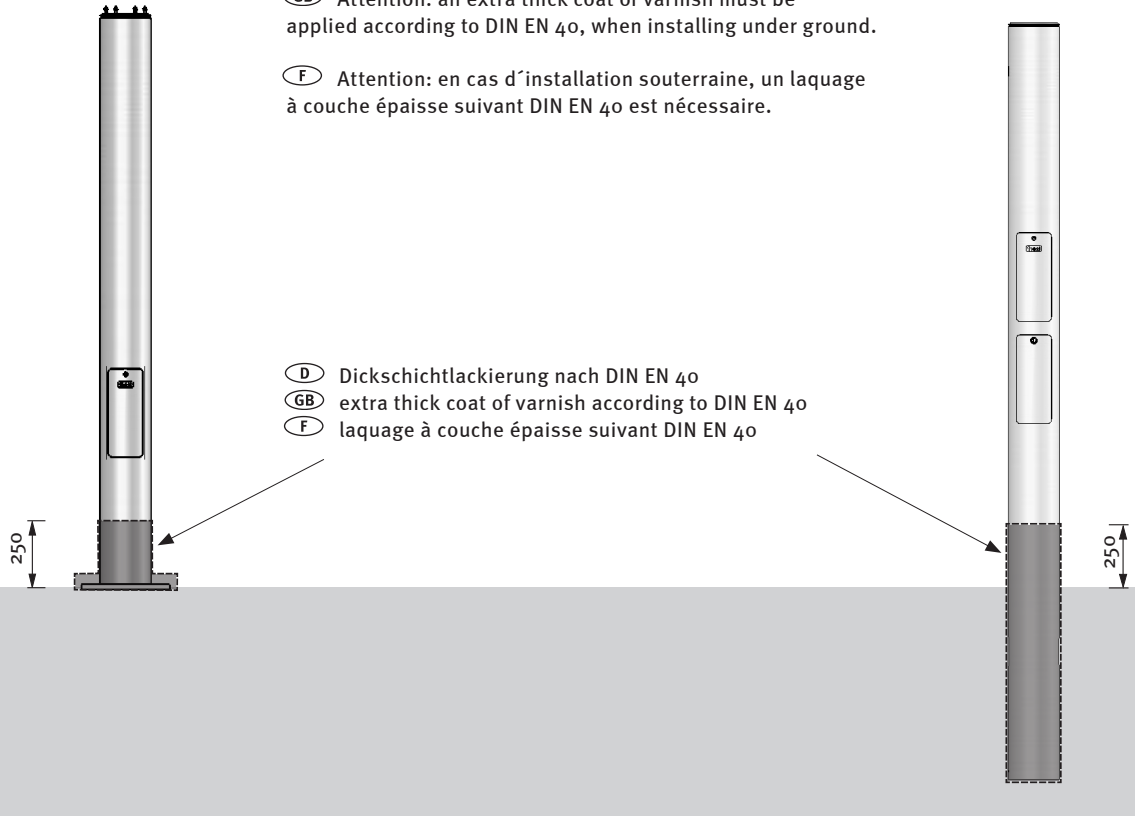 GB Attention: an extra thick coat of varnish must be
applied according to DIN EN 40, when installing under ground.
F Attention: en cas d´installation souterraine, un laquage
à couche épaisse suivant DIN EN 40 est nécessaire.
D Dickschichtlackierung nach DIN EN 40
GB extra thick coat of varnish according to DIN EN 40
F laquage à couche épaisse suivant DIN EN 40
250
250